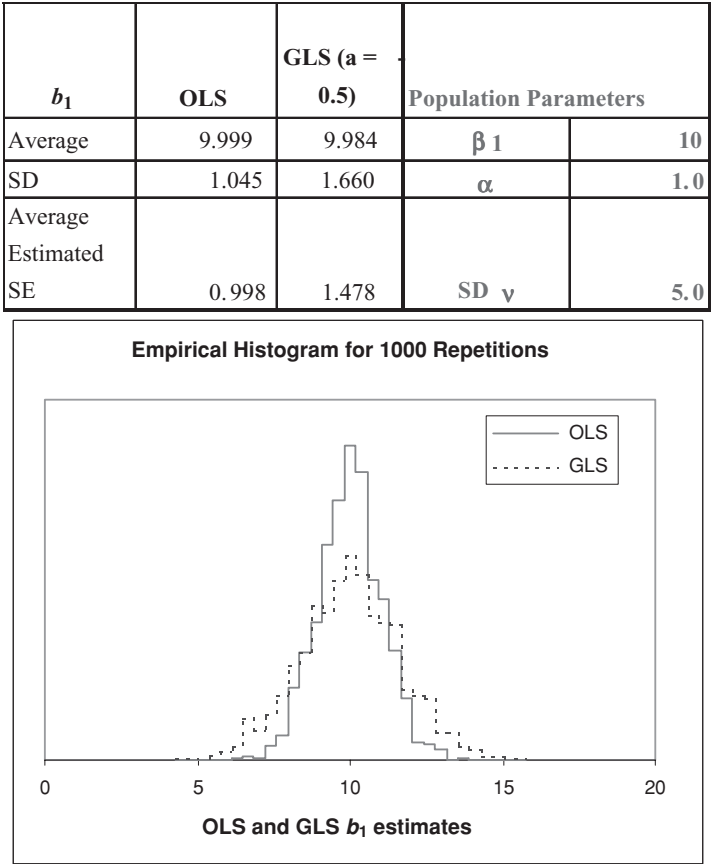 b1 OLS GLS (a = -0.5) Population Parameters
Average 9.999 9.984 β 1 10
SD 1.045 1.660 α 1.0
Average Estimated SE 0.998 1.478 SD ν 5.0
Empirical Histogram for 1000 Repetitions
OLS
GLS
0 5 10 15 20
OLS and GLS b1 estimates